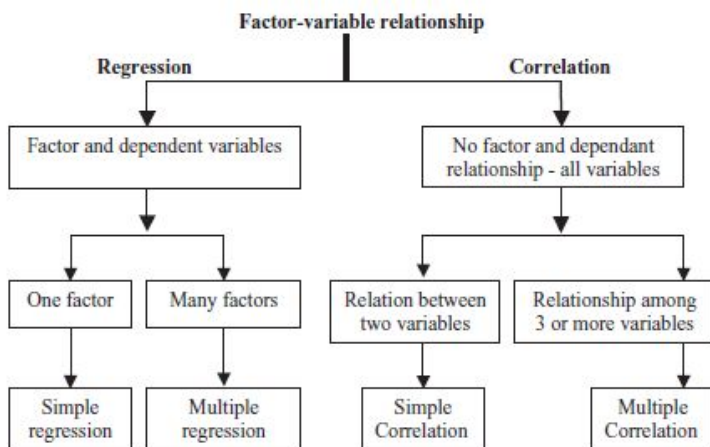 Factor-variable relationship
Regression
Correlation
Factor and dependent variables
No factor and dependant
relationship - all variables
One factor
Many factors
Relation between
two variables
Relationship among
3 or more variables
Simple
regression
Multiple
regression
Simple
Correlation
Multiple
Correlation